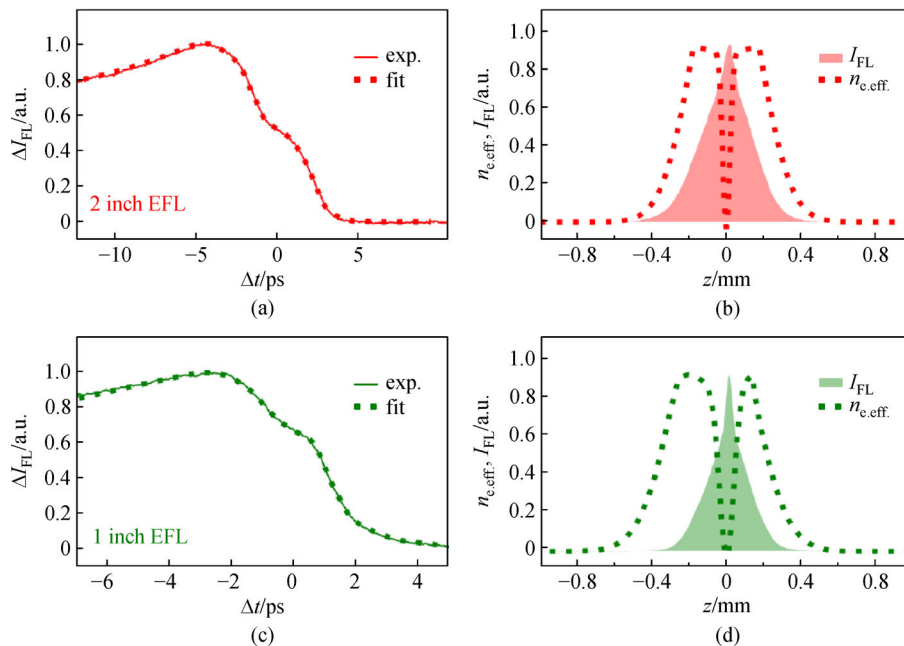 1.0
0.8
0.6
0.4
0.2
0
ΔI_FL/a.u.
exp.
fit
2 inch EFL
−10 −5 0 5
Δt/ps
(a)
1.0
0.8
0.6
0.4
0.2
n_e.eff., I_FL/a.u.
I_FL
n_e.eff.
−0.8 −0.4 0 0.4 0.8
z/mm
(b)
1.0
0.8
0.6
0.4
0.2
0
ΔI_FL/a.u.
exp.
fit
1 inch EFL
−6 −4 −2 0 2 4
Δt/ps
(c)
1.0
0.8
0.6
0.4
0.2
n_e.eff., I_FL/a.u.
I_FL
n_e.eff.
−0.8 −0.4 0 0.4 0.8
z/mm
(d)